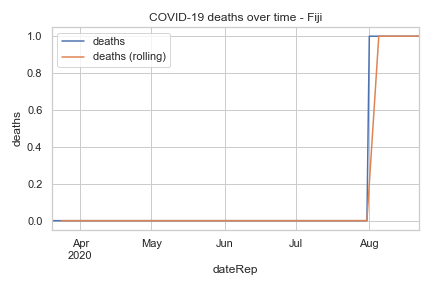 COVID-19 deaths over time - Fiji
deaths
deaths (rolling)
1.0
0.8
0.6
0.4
0.2
0.0
deaths
Apr
2020
May
Jun
Jul
Aug
dateRep